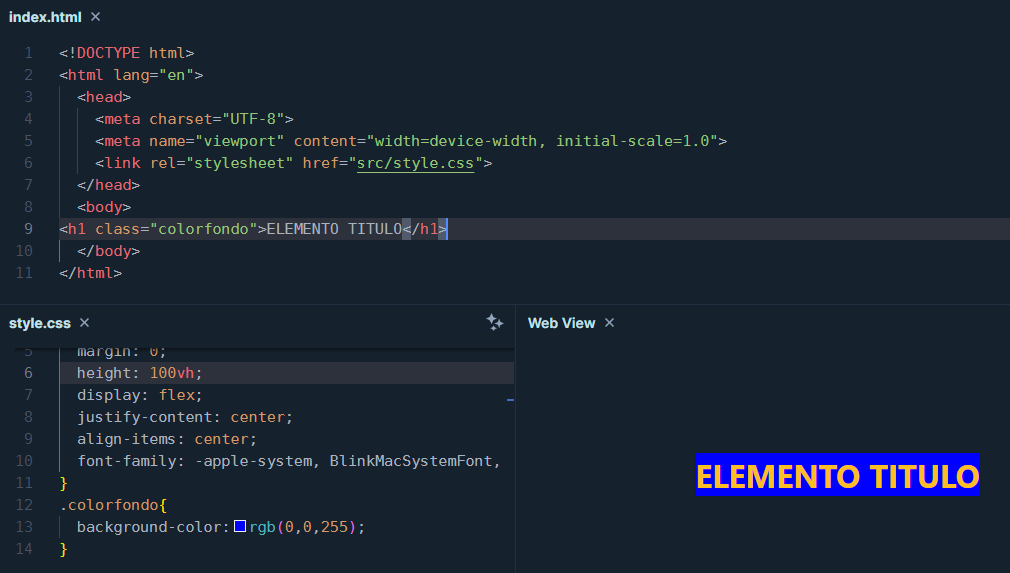 index.html ×
1 <!DOCTYPE html>
2 <html lang="en">
3 <head>
4 <meta charset="UTF-8">
5 <meta name="viewport" content="width=device-width, initial-scale=1.0">
6 <link rel="stylesheet" href="src/style.css">
7 </head>
8 <body>
9 <h1 class="colorfondo">ELEMENTO TITULO</h1>
10 </body>
11 </html>
style.css ×
5 margin: 0;
6 height: 100vh;
7 display: flex;
8 justify-content: center;
9 align-items: center;
10 font-family: -apple-system, BlinkMacSystemFont,
11 }
12 .colorfondo{
13 background-color: rgb(0,0,255);
14 }
Web View ×
ELEMENTO TITULO